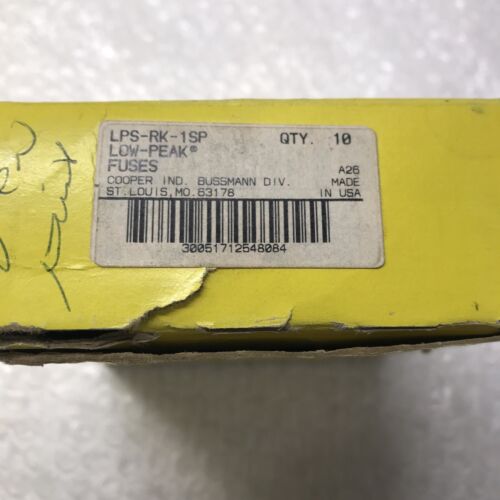 LPS-RK-1SP QTY. 10
LOW-PEAK®
FUSES A26
COOPER IND. BUSSMANN DIV. MADE
ST.LOUIS,MO.63178 IN USA
30051712548084